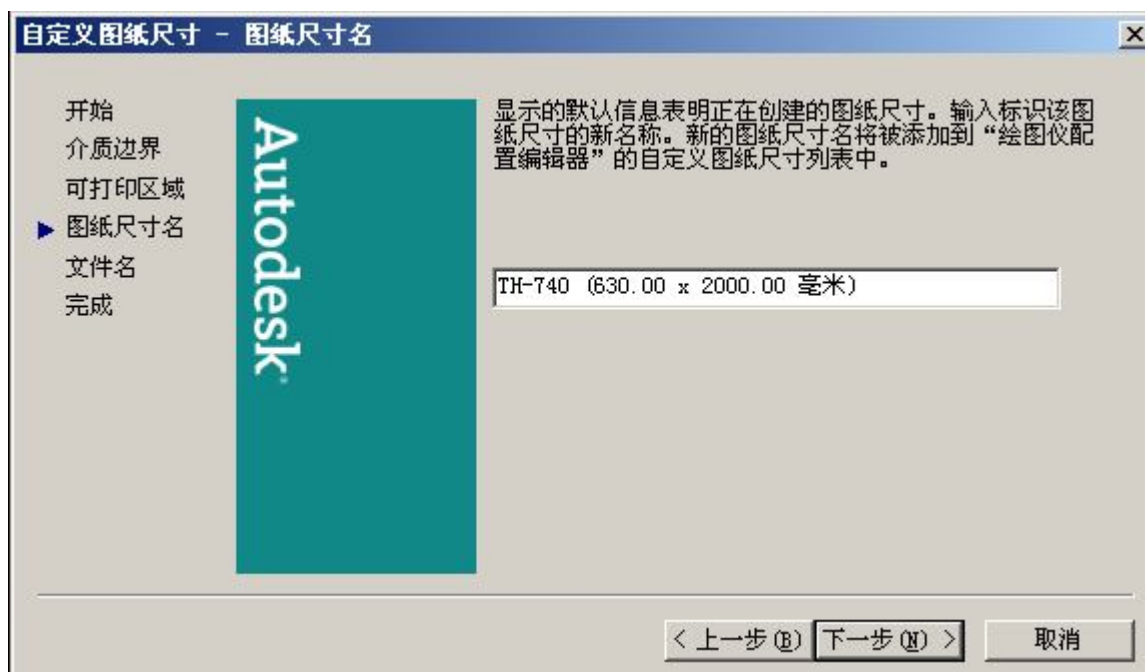 自定义图纸尺寸 - 图纸尺寸名
开始
介质边界
可打印区域
图纸尺寸名
文件名
完成
Autodesk
显示的默认信息表明正在创建的图纸尺寸。输入标识该图
纸尺寸的新名称。新的图纸尺寸名将被添加到“绘图仪配
置编辑器”的自定义图纸尺寸列表中。
TH-740 (630.00 x 2000.00 毫米)
< 上一步(B)
下一步(N) >
取消